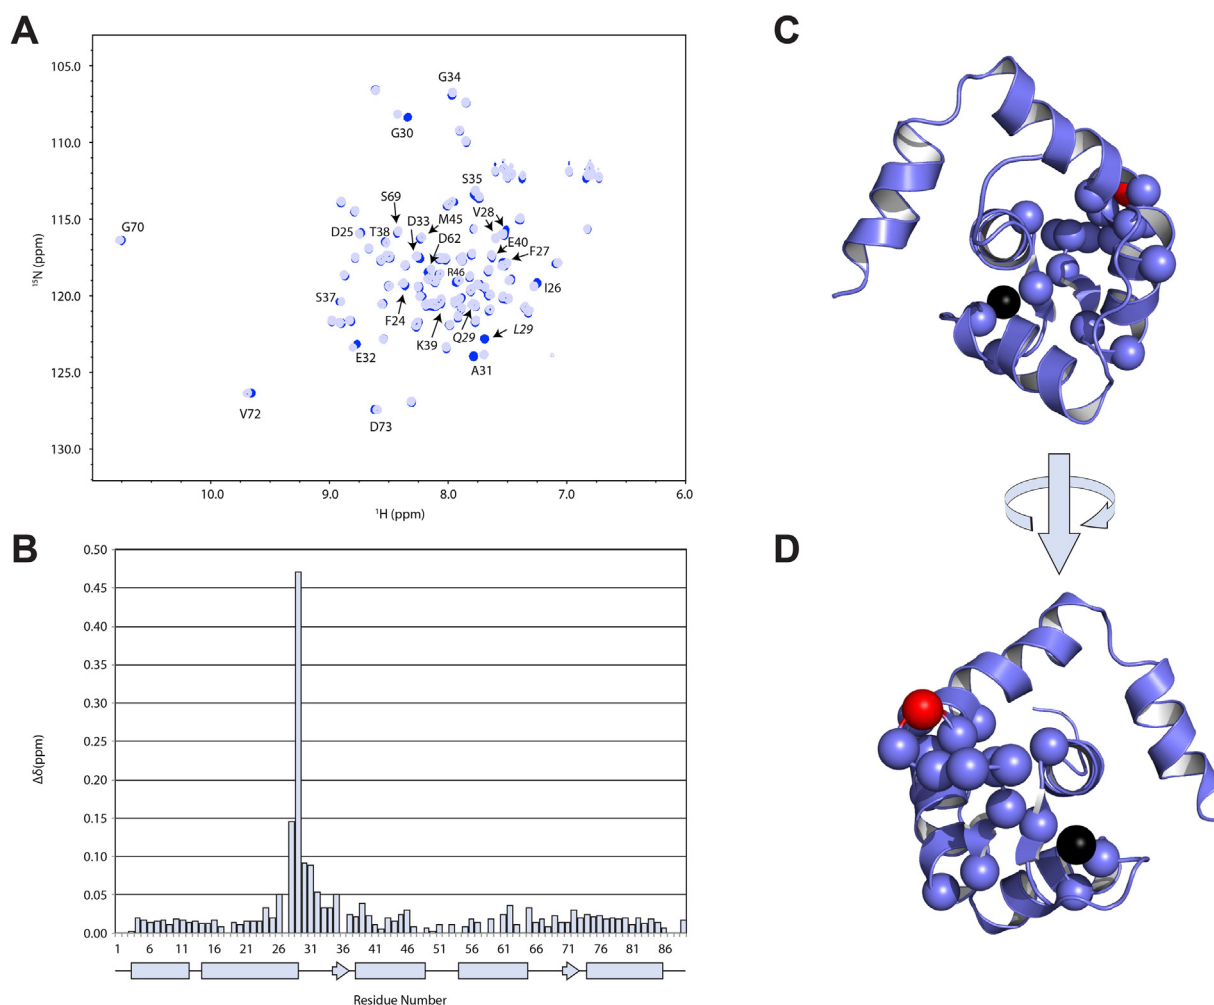 A
105.0
110.0
115.0
120.0
125.0
130.0
¹⁵N (ppm)
10.0
9.0
8.0
7.0
6.0
¹H (ppm)
G34
G30
S35
S69
V28
D33
M45
G70
D25
T38
D62
E40
F27
R46
I26
S37
F24
K39
Q29
L29
E32
A31
V72
D73
B
0.50
0.45
0.40
0.35
0.30
0.25
0.20
0.15
0.10
0.05
0.00
Δδ(ppm)
1 6 11 16 21 26 31 36 41 46 51 56 61 66 71 76 81 86
Residue Number
C
D